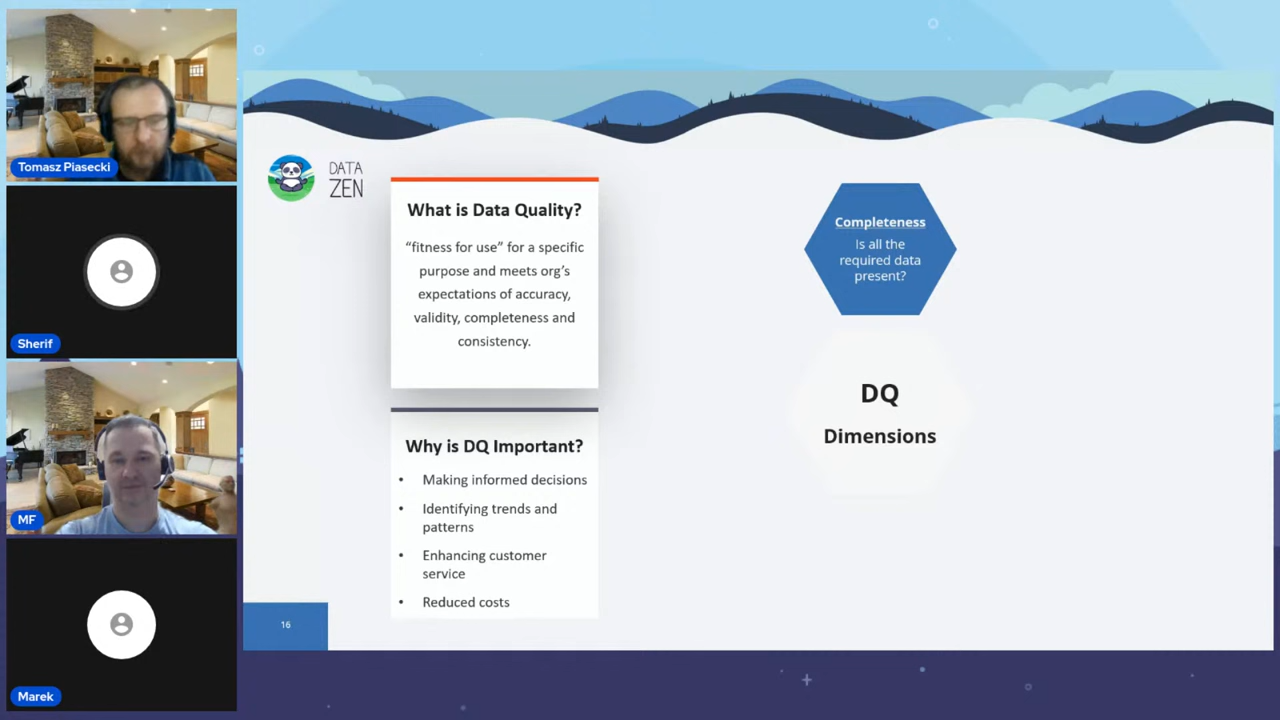 Tomasz Piasecki
Sherif
MF
Marek
DATA
ZEN
What is Data Quality?
“fitness for use” for a specific
purpose and meets org’s
expectations of accuracy,
validity, completeness and
consistency.
Why is DQ Important?
• Making informed decisions
• Identifying trends and
patterns
• Enhancing customer
service
• Reduced costs
Completeness
Is all the
required data
present?
DQ
Dimensions
16